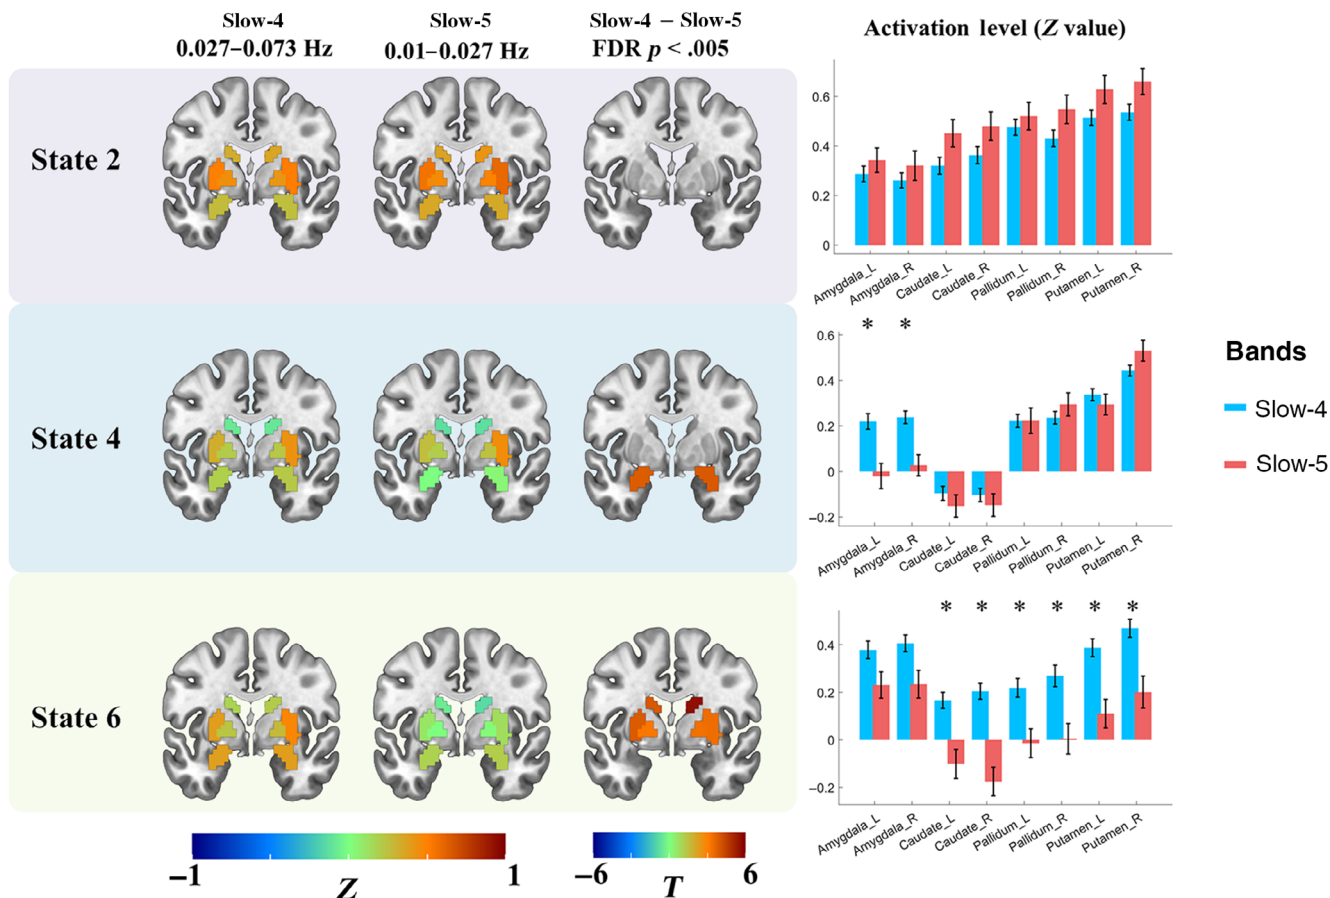 Slow-4
0.027–0.073 Hz
Slow-5
0.01–0.027 Hz
Slow-4 − Slow-5
FDR p < .005
Activation level (Z value)
State 2
0.6
0.4
0.2
0
Amygdala_L
Amygdala_R
Caudate_L
Caudate_R
Pallidum_L
Pallidum_R
Putamen_L
Putamen_R
State 4
* *
0.6
0.4
0.2
0
−0.2
Amygdala_L
Amygdala_R
Caudate_L
Caudate_R
Pallidum_L
Pallidum_R
Putamen_L
Putamen_R
Bands
Slow-4
Slow-5
State 6
* * * * * *
0.4
0.2
0
−0.2
Amygdala_L
Amygdala_R
Caudate_L
Caudate_R
Pallidum_L
Pallidum_R
Putamen_L
Putamen_R
−1 Z 1
−6 T 6